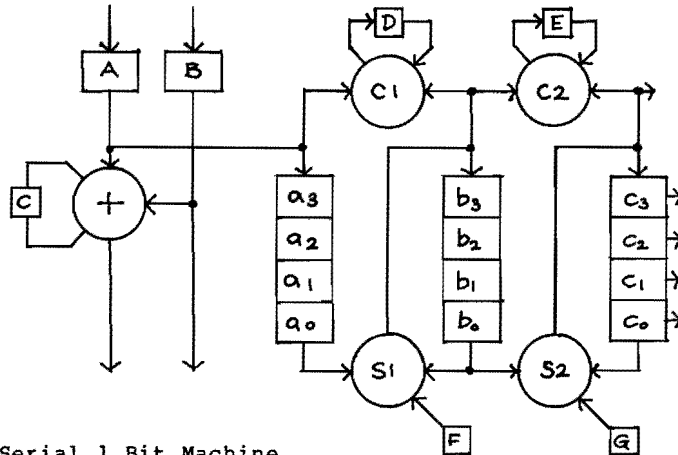 D E
A B C1 C2
C + a3 b3 c3
a2 b2 c2
a1 b1 c1
a0 b0 c0
S1 S2
F G
Serial 1 Bit Machine